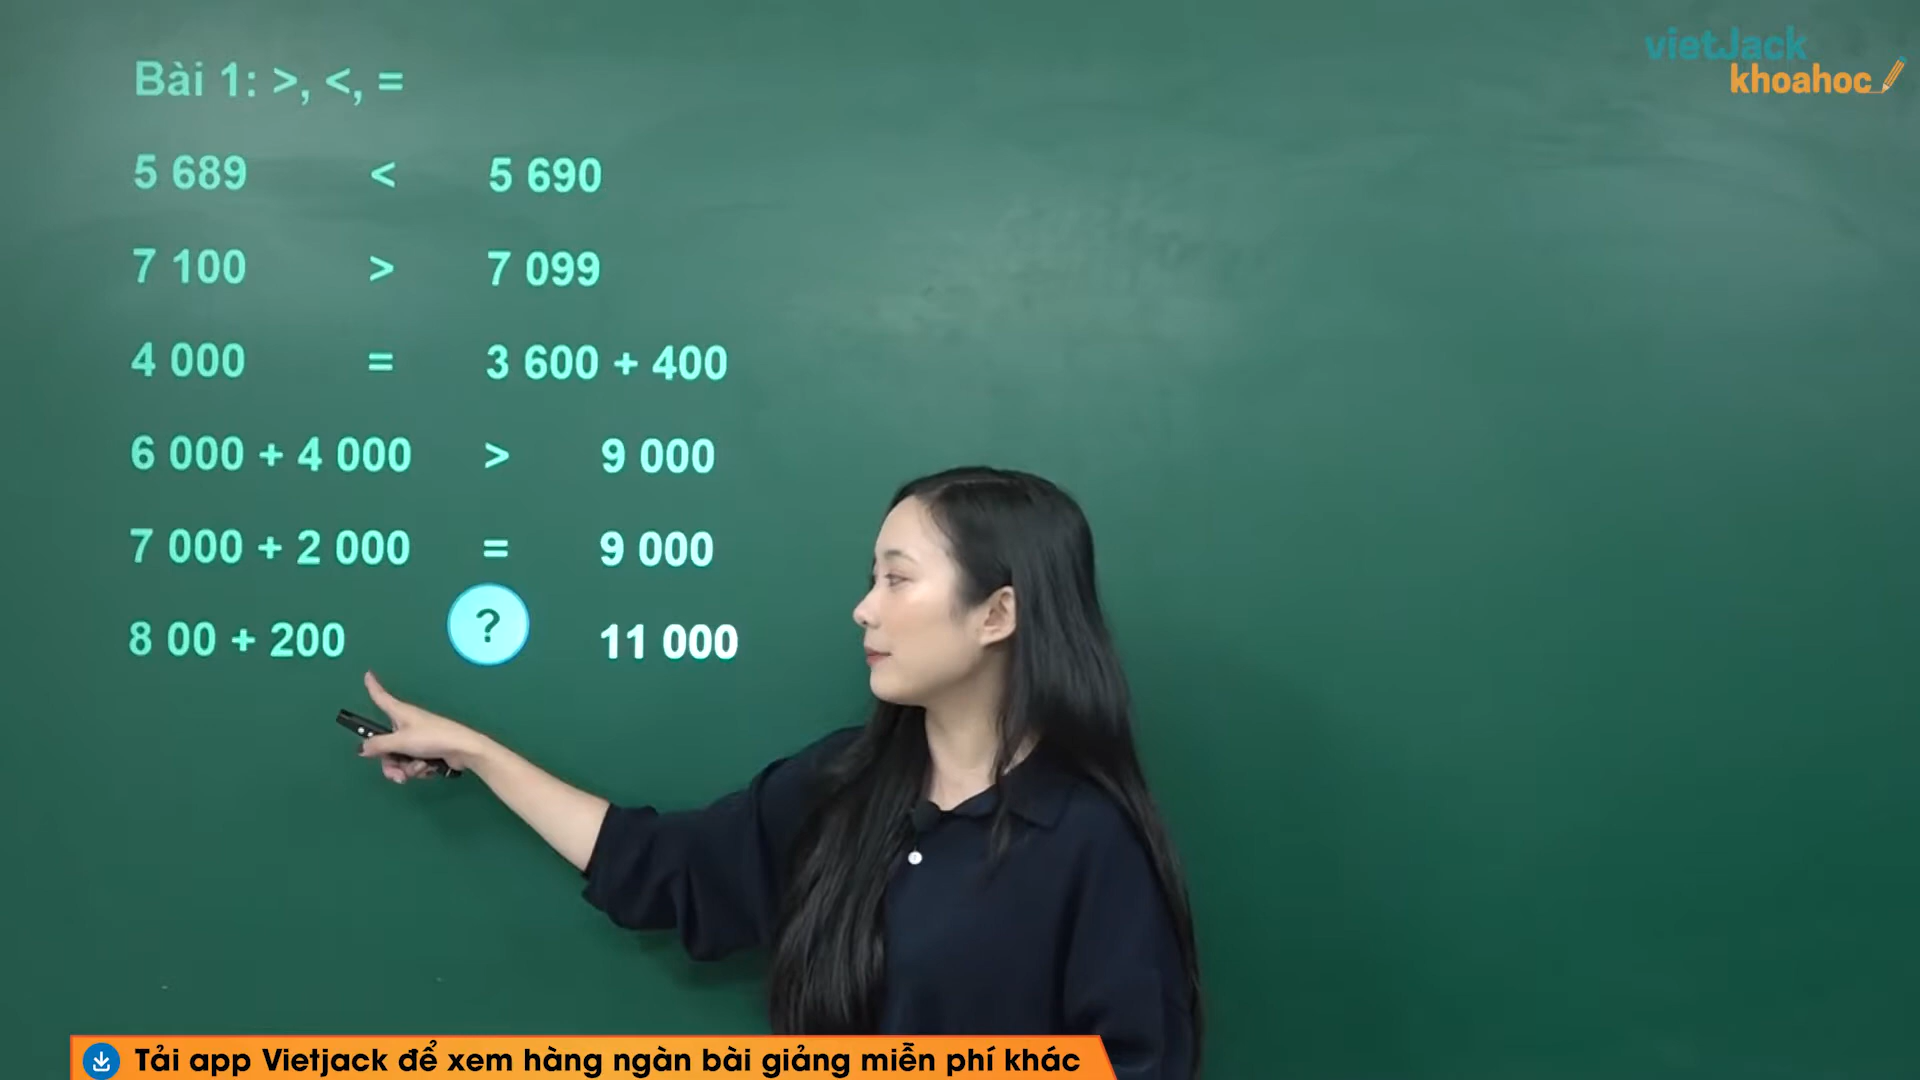 vietJack
khoahoc
Bài 1: >, <, =
5 689 < 5 690
7 100 > 7 099
4 000 = 3 600 + 400
6 000 + 4 000 > 9 000
7 000 + 2 000 = 9 000
8 00 + 200 ? 11 000
Tải app Vietjack để xem hàng ngàn bài giảng miễn phí khác